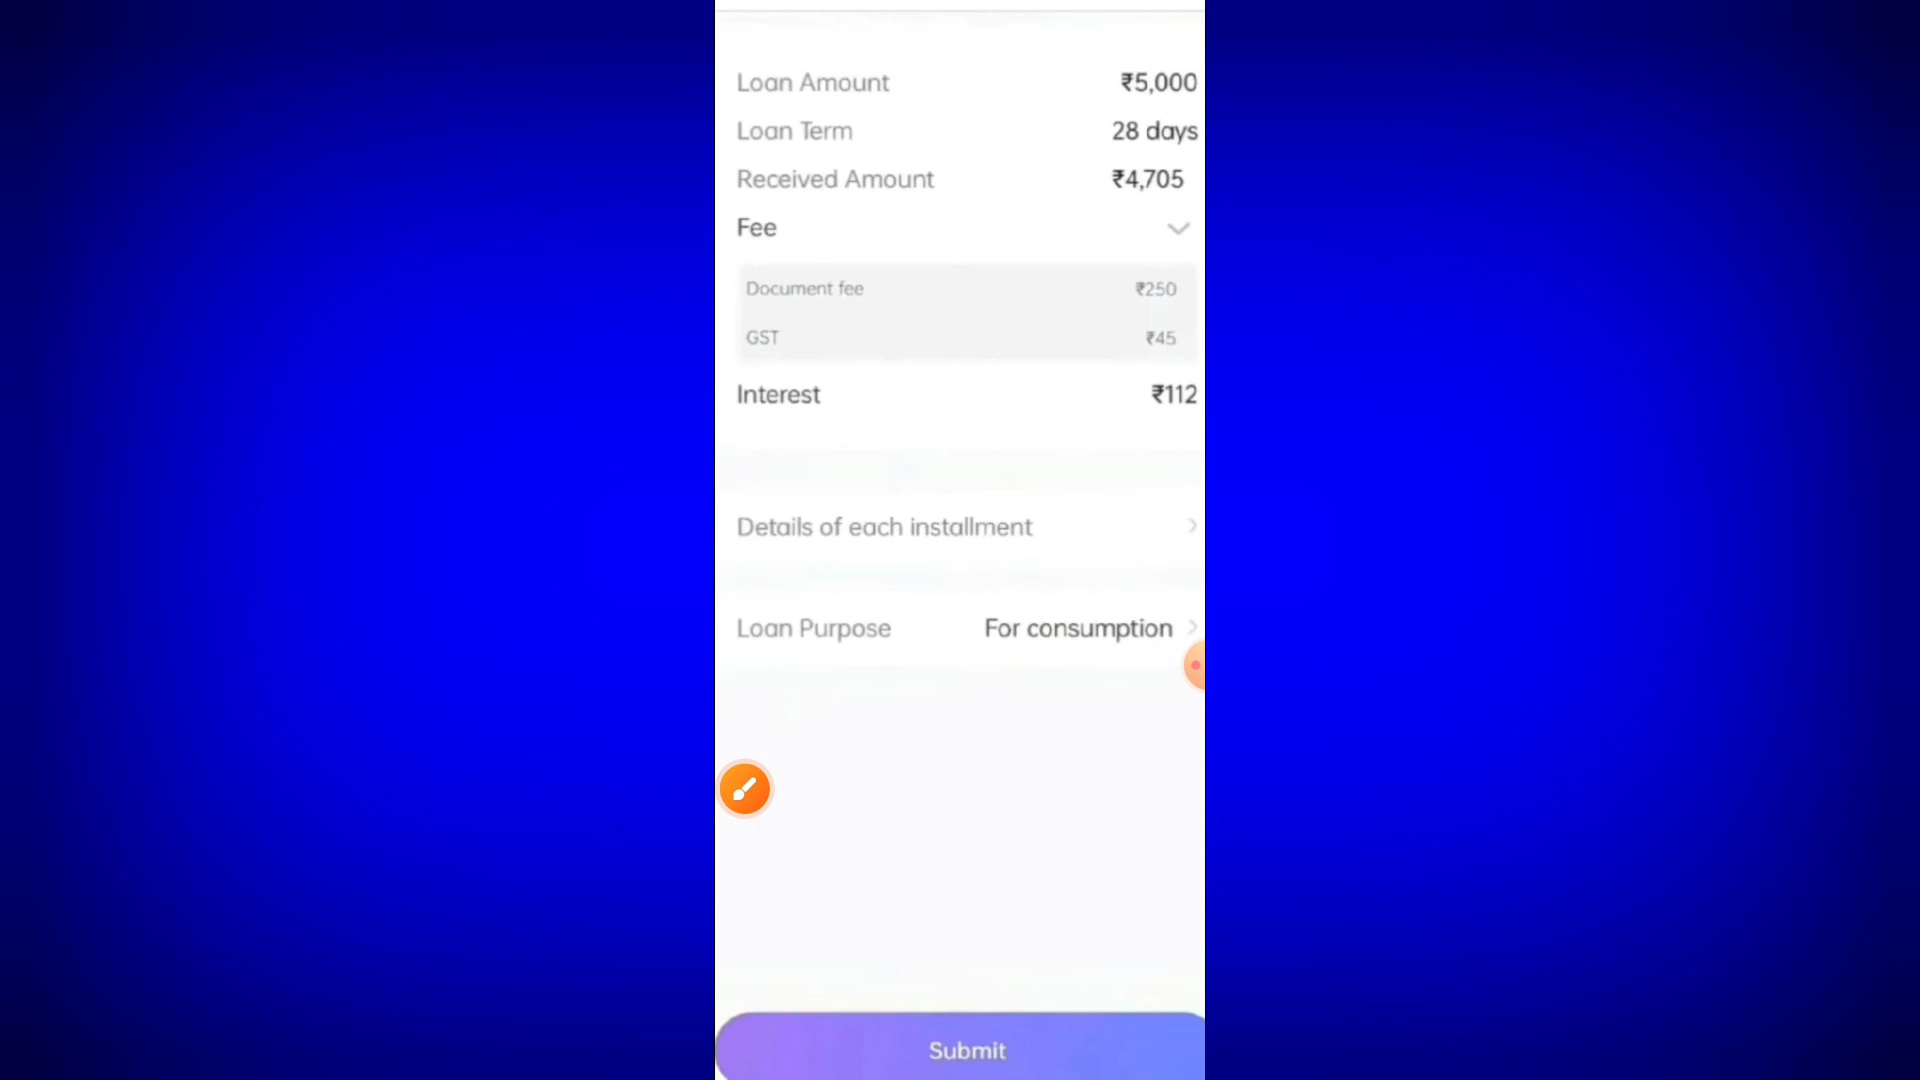 Loan Amount ₹5,000
Loan Term 28 days
Received Amount ₹4,705
Fee
Document fee ₹250
GST ₹45
Interest ₹112
Details of each installment
Loan Purpose For consumption
Submit